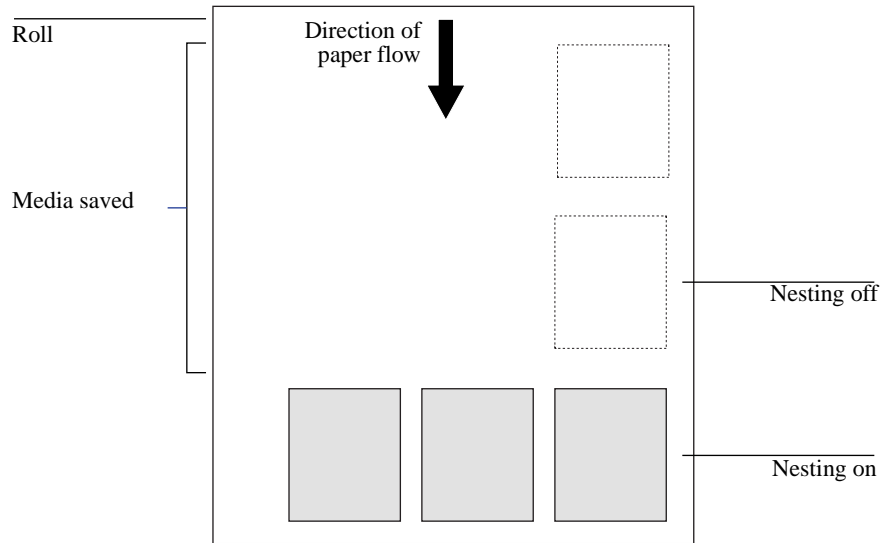 Roll
Direction of
paper flow
Media saved
Nesting off
Nesting on